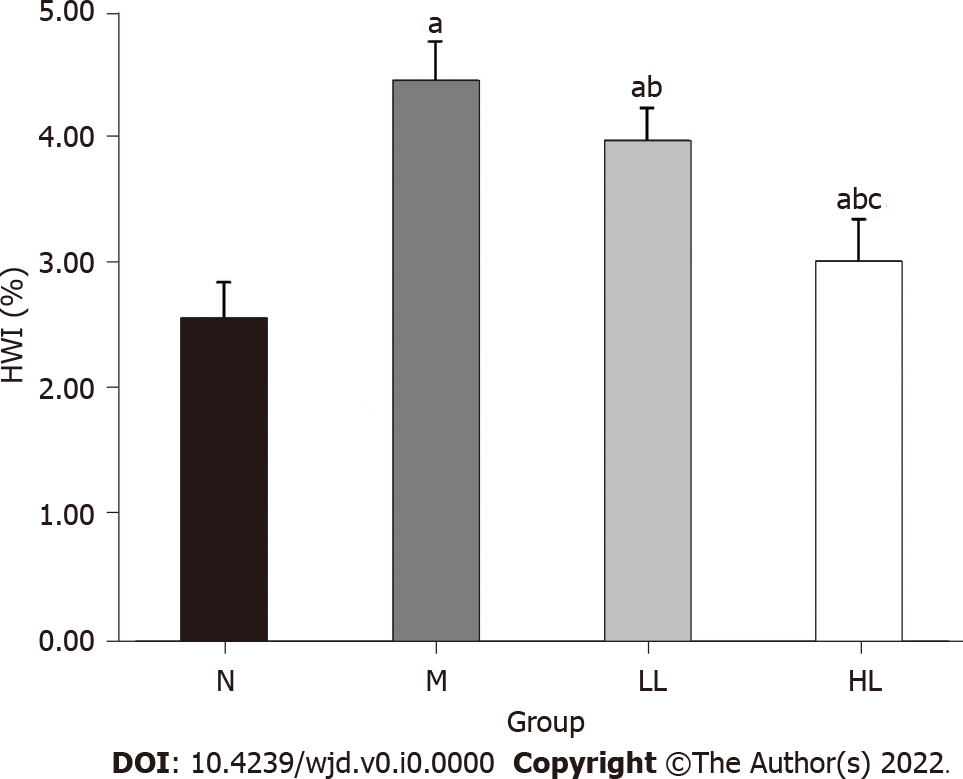 5.00
a
4.00
ab
3.00
abc
HWI (%)
2.00
1.00
0.00
N M LL HL
Group
DOI: 10.4239/wjd.v0.i0.0000 Copyright ©The Author(s) 2022.